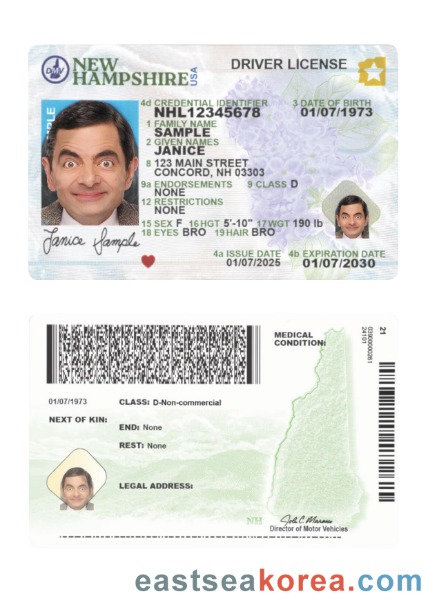 DMV
NEW
HAMPSHIRE USA
DRIVER LICENSE
4d CREDENTIAL IDENTIFIER
NHL12345678
3 DATE OF BIRTH
01/07/1973
1 FAMILY NAME
SAMPLE
2 GIVEN NAMES
JANICE
8 123 MAIN STREET
CONCORD, NH 03303
9a ENDORSEMENTS
NONE
9 CLASS D
12 RESTRICTIONS
NONE
15 SEX F 16 HGT 5'-10" 17 WGT 190 lb
18 EYES BRO 19 HAIR BRO
4a ISSUE DATE
01/07/2025
4b EXPIRATION DATE
01/07/2030
PLE
Janice Sample
MEDICAL
CONDITION:
21
03900000261
24101
01/07/1973
CLASS: D-Non-commercial
NEXT OF KIN:
END: None
REST: None
LEGAL ADDRESS:
NH
Director of Motor Vehicles
eastseakorea.com